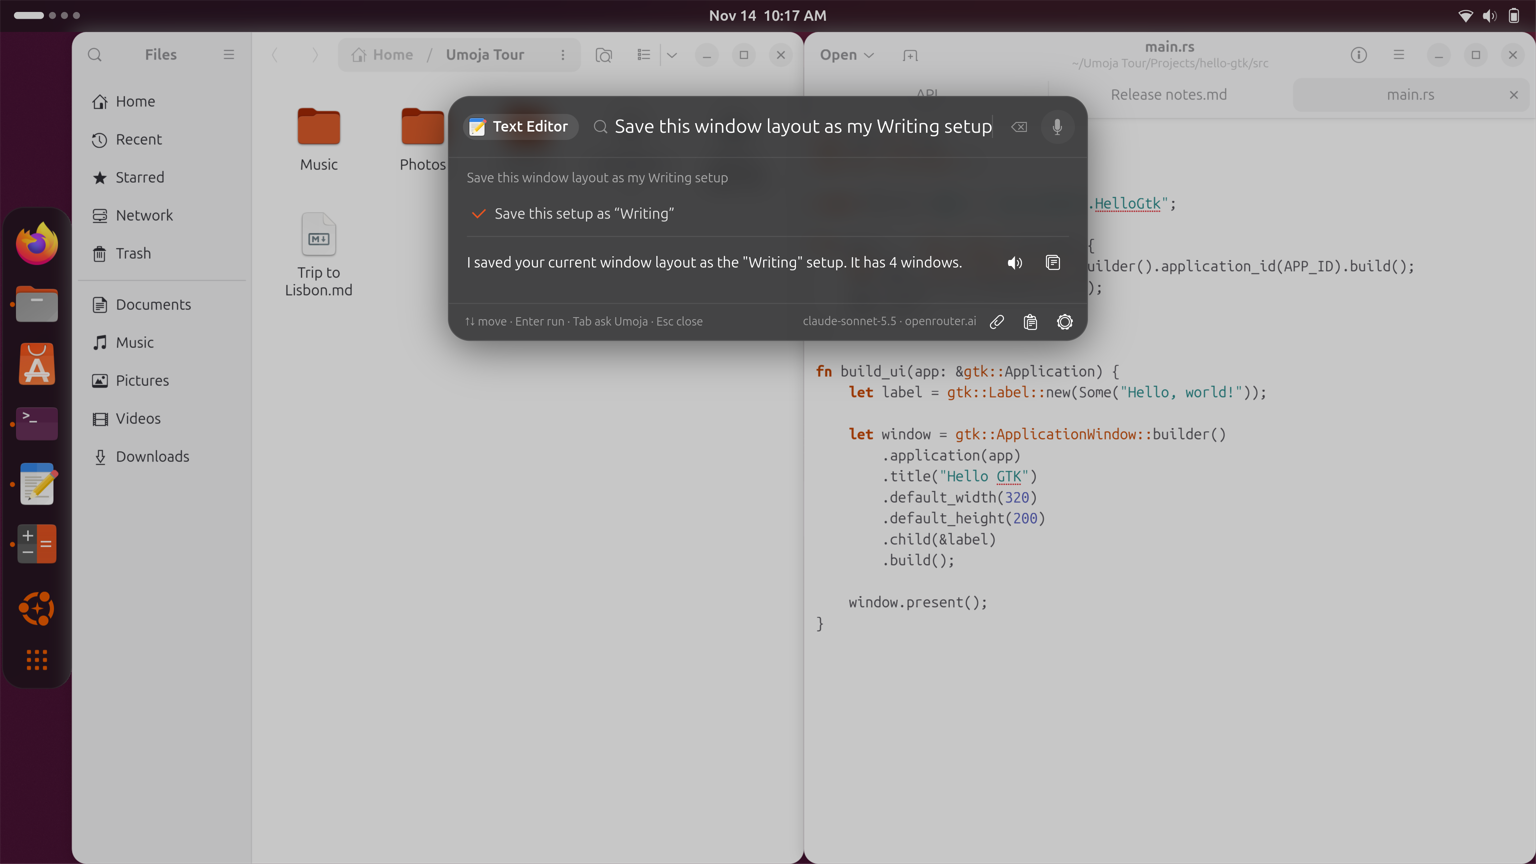 Nov 14 10:17 AM
Files
Home / Umoja Tour
Open
main.rs
~/Umoja Tour/Projects/hello-gtk/src
Home
Recent
Starred
Network
Trash
Documents
Music
Pictures
Videos
Downloads
Music
Photos
Trip to
Lisbon.md
Release notes.md
main.rs
Text Editor
Save this window layout as my Writing setup
Save this window layout as my Writing setup
Save this setup as “Writing”
I saved your current window layout as the "Writing" setup. It has 4 windows.
↑↓ move · Enter run · Tab ask Umoja · Esc close
claude-sonnet-5.5 · openrouter.ai
.HelloGtk";
{
uilder().application_id(APP_ID).build();
);
fn build_ui(app: &gtk::Application) {
let label = gtk::Label::new(Some("Hello, world!"));
let window = gtk::ApplicationWindow::builder()
.application(app)
.title("Hello GTK")
.default_width(320)
.default_height(200)
.child(&label)
.build();
window.present();
}